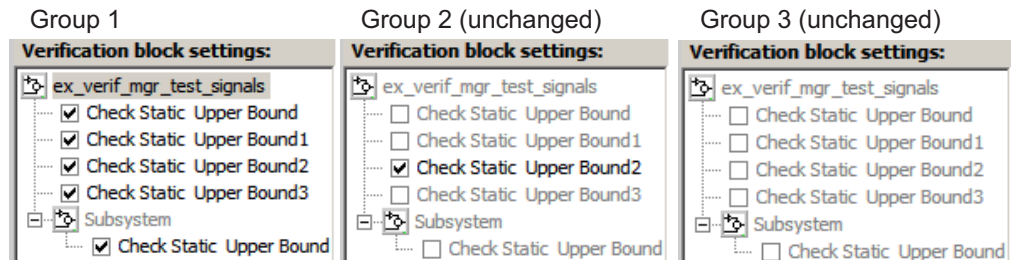 Group 1
Verification block settings:
ex_verif_mgr_test_signals
Check Static Upper Bound
Check Static Upper Bound1
Check Static Upper Bound2
Check Static Upper Bound3
Subsystem
Check Static Upper Bound
Group 2 (unchanged)
Verification block settings:
ex_verif_mgr_test_signals
Check Static Upper Bound
Check Static Upper Bound1
Check Static Upper Bound2
Check Static Upper Bound3
Subsystem
Check Static Upper Bound
Group 3 (unchanged)
Verification block settings:
ex_verif_mgr_test_signals
Check Static Upper Bound
Check Static Upper Bound1
Check Static Upper Bound2
Check Static Upper Bound3
Subsystem
Check Static Upper Bound